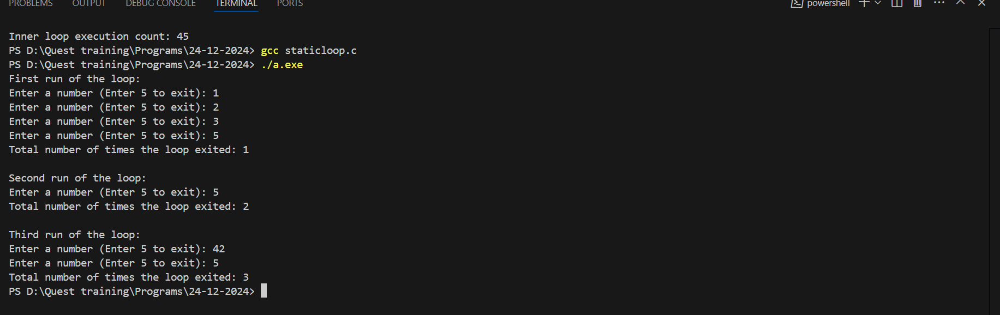 PROBLEMS OUTPUT DEBUG CONSOLE TERMINAL PORTS powershell
Inner loop execution count: 45
PS D:\Quest training\Programs\24-12-2024> gcc staticloop.c
PS D:\Quest training\Programs\24-12-2024> ./a.exe
First run of the loop:
Enter a number (Enter 5 to exit): 1
Enter a number (Enter 5 to exit): 2
Enter a number (Enter 5 to exit): 3
Enter a number (Enter 5 to exit): 5
Total number of times the loop exited: 1
Second run of the loop:
Enter a number (Enter 5 to exit): 5
Total number of times the loop exited: 2
Third run of the loop:
Enter a number (Enter 5 to exit): 42
Enter a number (Enter 5 to exit): 5
Total number of times the loop exited: 3
PS D:\Quest training\Programs\24-12-2024>